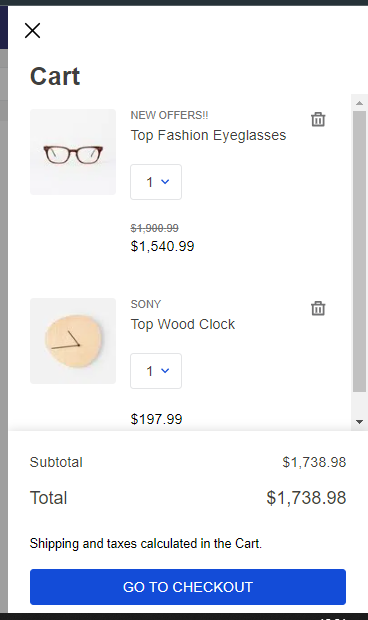 Cart
NEW OFFERS!!
Top Fashion Eyeglasses
1
$1,900.99
$1,540.99
SONY
Top Wood Clock
1
$197.99
Subtotal $1,738.98
Total $1,738.98
Shipping and taxes calculated in the Cart.
GO TO CHECKOUT